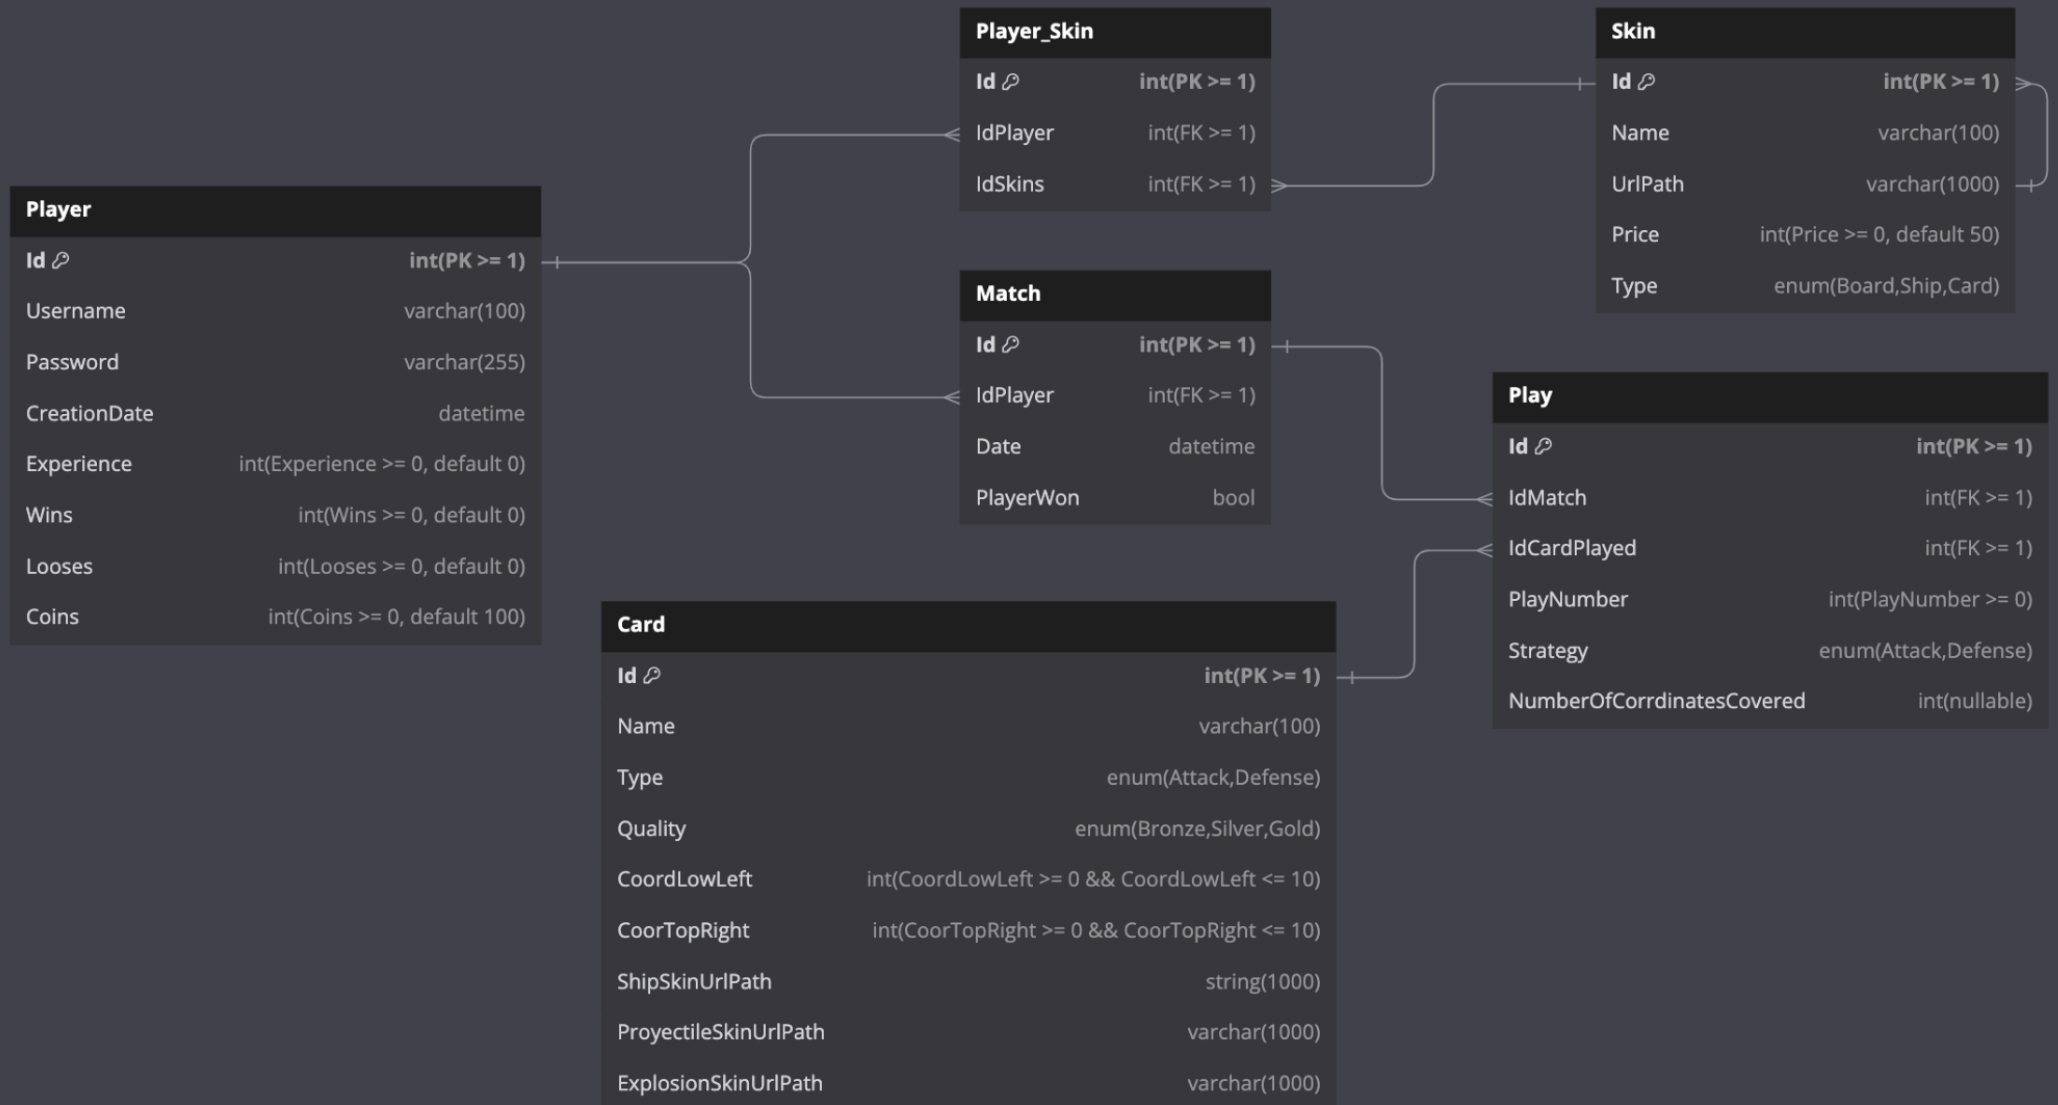 Player_Skin
Id int(PK >= 1)
IdPlayer int(FK >= 1)
IdSkins int(FK >= 1)
Skin
Id int(PK >= 1)
Name varchar(100)
UrlPath varchar(1000)
Price int(Price >= 0, default 50)
Type enum(Board,Ship,Card)
Player
Id int(PK >= 1)
Username varchar(100)
Password varchar(255)
CreationDate datetime
Experience int(Experience >= 0, default 0)
Wins int(Wins >= 0, default 0)
Looses int(Looses >= 0, default 0)
Coins int(Coins >= 0, default 100)
Match
Id int(PK >= 1)
IdPlayer int(FK >= 1)
Date datetime
PlayerWon bool
Play
Id int(PK >= 1)
IdMatch int(FK >= 1)
IdCardPlayed int(FK >= 1)
PlayNumber int(PlayNumber >= 0)
Strategy enum(Attack,Defense)
NumberOfCorrdinatesCovered int(nullable)
Card
Id int(PK >= 1)
Name varchar(100)
Type enum(Attack,Defense)
Quality enum(Bronze,Silver,Gold)
CoordLowLeft int(CoordLowLeft >= 0 && CoordLowLeft <= 10)
CoorTopRight int(CoorTopRight >= 0 && CoorTopRight <= 10)
ShipSkinUrlPath string(1000)
ProyectileSkinUrlPath varchar(1000)
ExplosionSkinUrlPath varchar(1000)